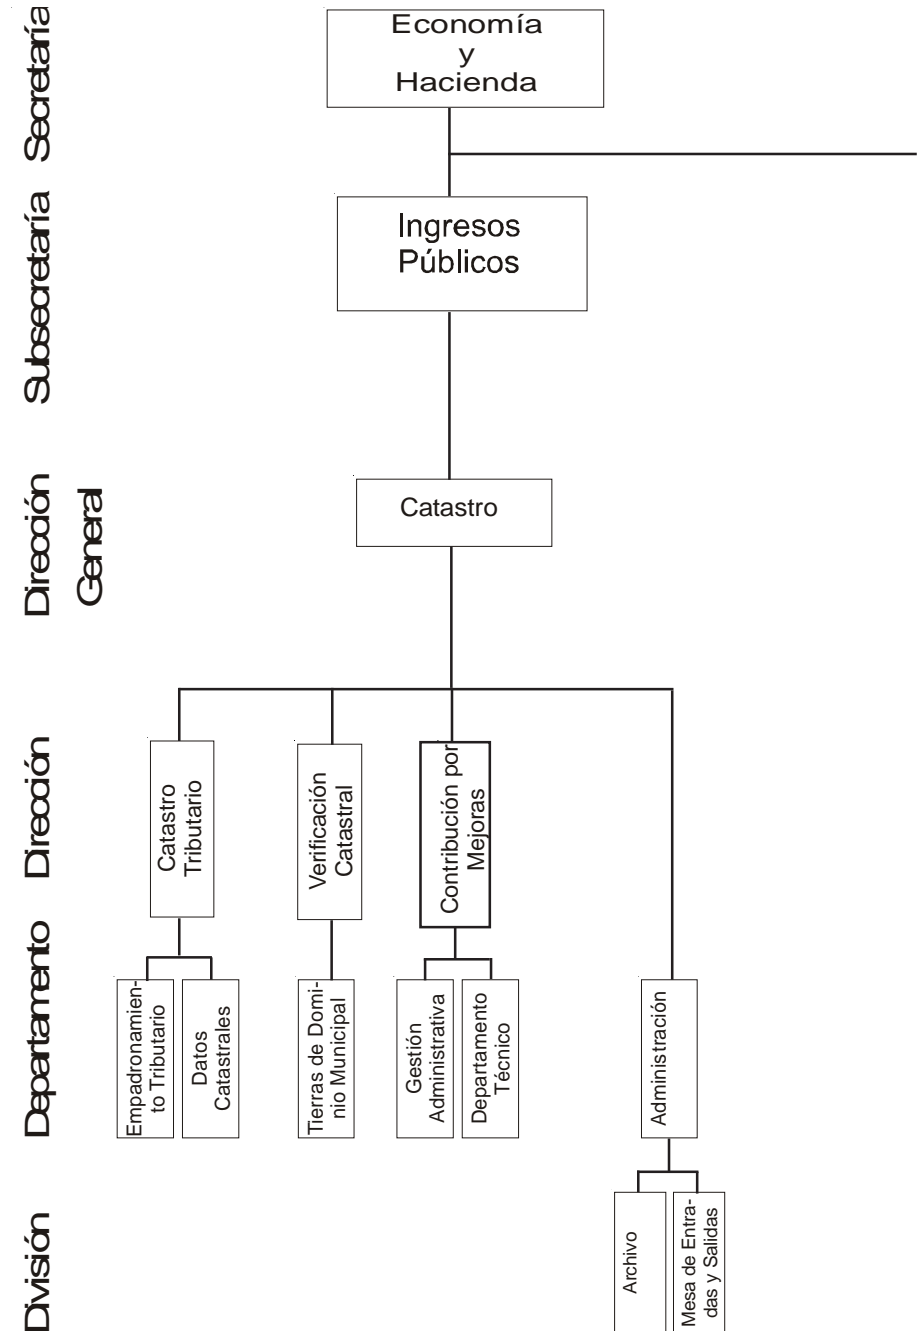 Secretaría
Economía
y
Hacienda
Subsecretaría
Ingresos
Públicos
Dirección
General
Catastro
Dirección
Catastro
Tributario
Verificación
Catastral
Contribución por
Mejoras
Departamento
Empadronamien-
to Tributario
Datos
Catastrales
Tierras de Domi-
nio Municipal
Gestión
Administrativa
Departamento
Técnico
Administración
División
Archivo
Mesa de Entra-
das y Salidas